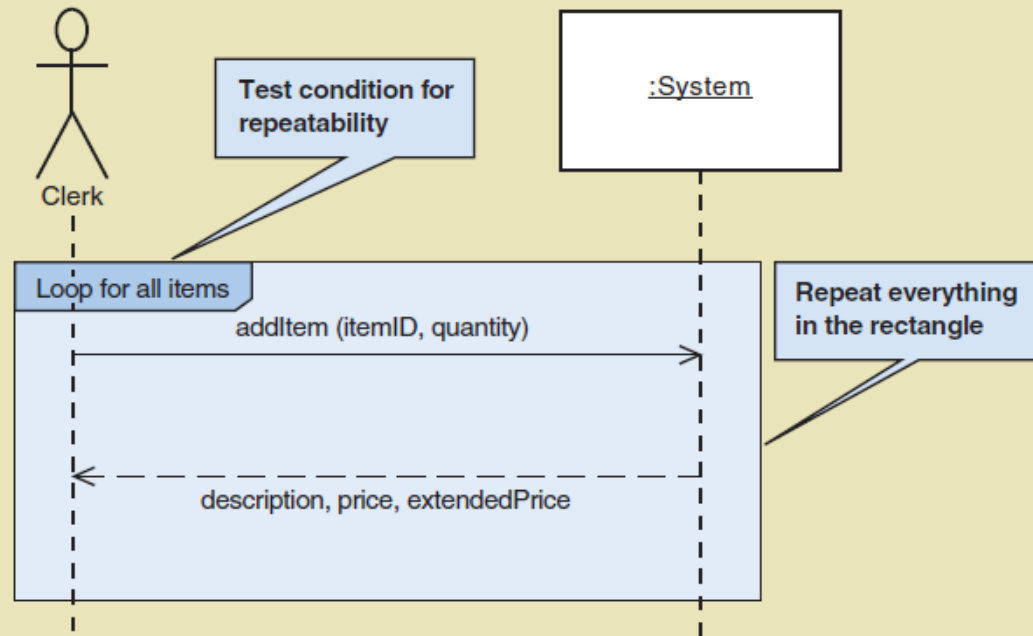 Test condition for
repeatability
:System
Clerk
Loop for all items
addItem (itemID, quantity)
Repeat everything
in the rectangle
description, price, extendedPrice